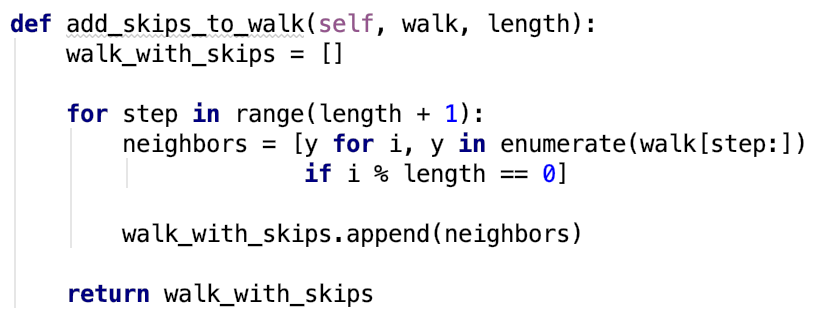 def add_skips_to_walk(self, walk, length):
    walk_with_skips = []

    for step in range(length + 1):
        neighbors = [y for i, y in enumerate(walk[step:])
                     if i % length == 0]

        walk_with_skips.append(neighbors)

    return walk_with_skips